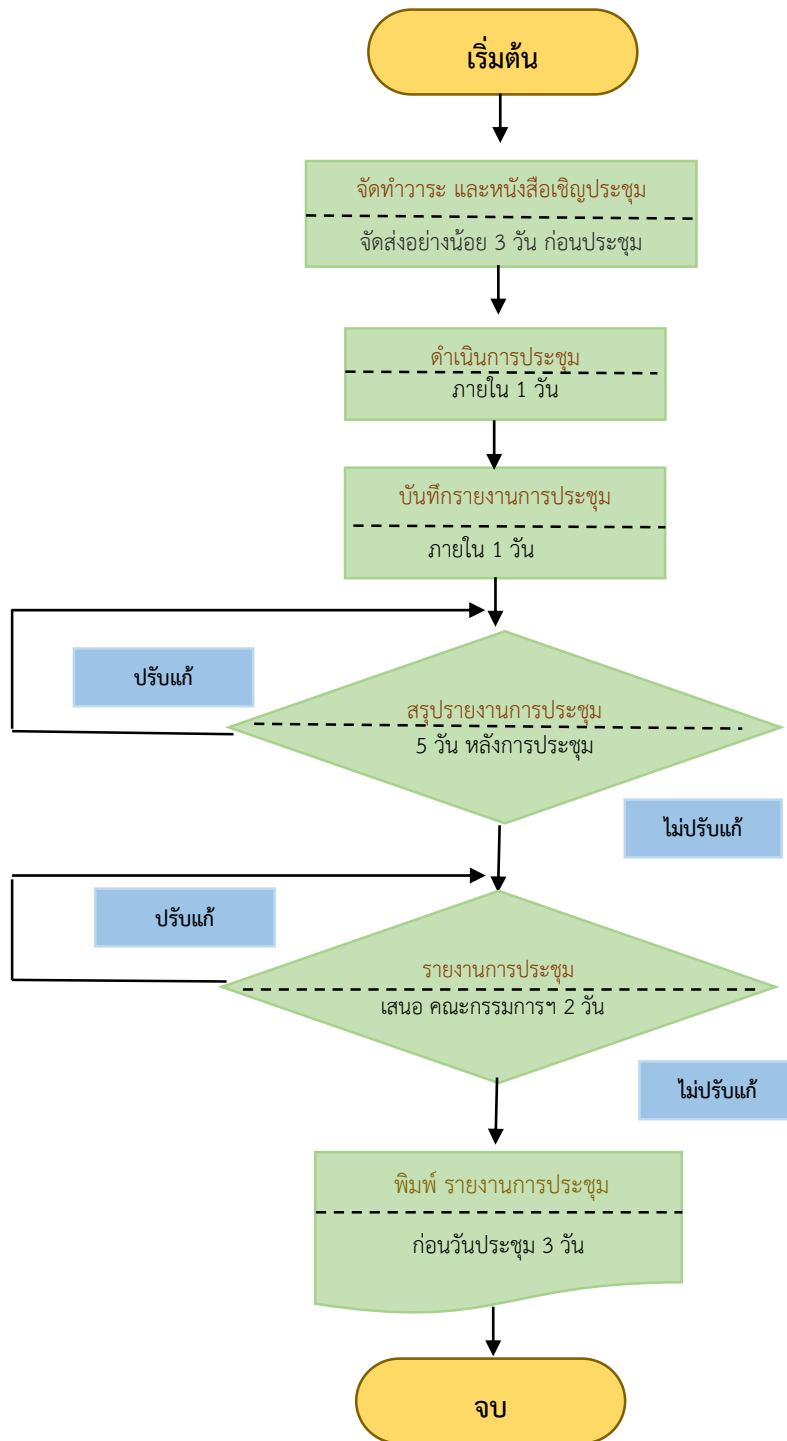 เริ่มต้น
จัดทำวาระ และหนังสือเชิญประชุม
จัดส่งอย่างน้อย 3 วัน ก่อนประชุม
ดำเนินการประชุม
ภายใน 1 วัน
บันทึกรายงานการประชุม
ภายใน 1 วัน
ปรับแก้
สรุปรายงานการประชุม
5 วัน หลังการประชุม
ไม่ปรับแก้
ปรับแก้
รายงานการประชุม
เสนอ คณะกรรมการฯ 2 วัน
ไม่ปรับแก้
พิมพ์ รายงานการประชุม
ก่อนวันประชุม 3 วัน
จบ